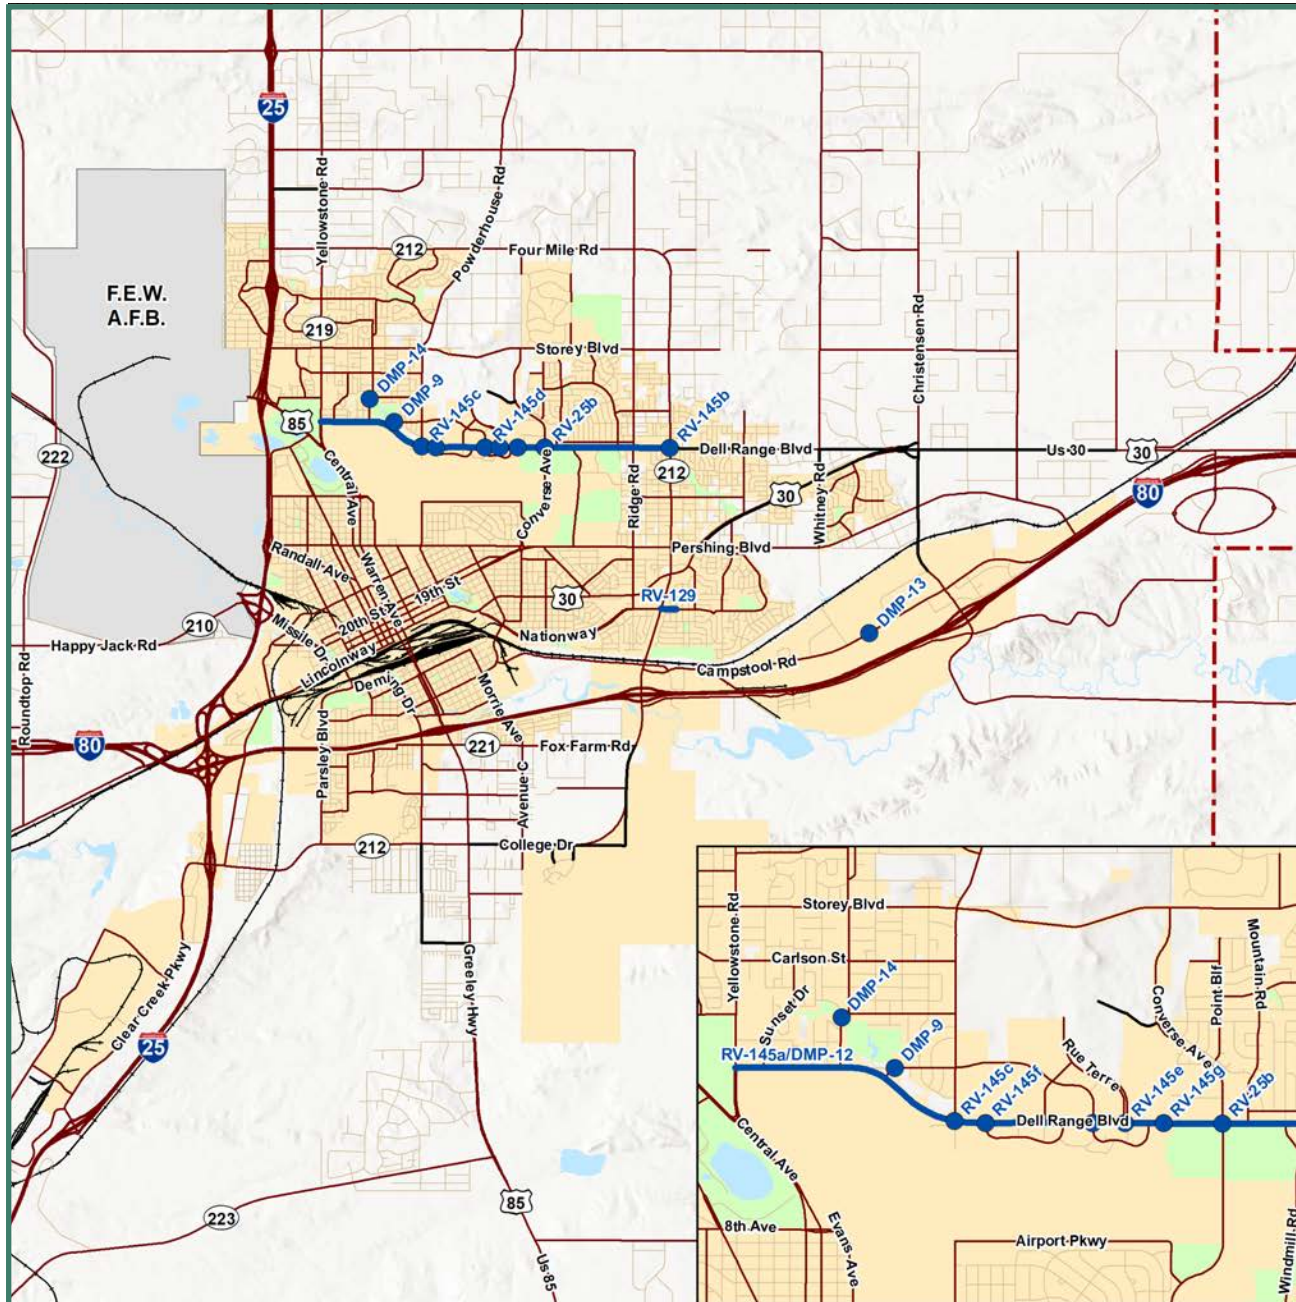 25
Yellowstone Rd
Powderhouse Rd
212
Four Mile Rd
F.E.W.
A.F.B.
219
Christensen Rd
Storey Blvd
DMP-14
DMP-9
85
RV-145c
RV-145d
RV-25b
RV-145b
Dell Range Blvd
Us 30
30
222
Central Ave
Converse Ave
Ridge Rd
212
30
Whitney Rd
80
Randall Ave
Warren Ave
Pershing Blvd
19th St
20th St
30
RV-129
DMP-13
210
Happy Jack Rd
Missile Dr
Lincolnway
Nationway
Campstool Rd
Deming Dr
Morrie Ave
Roundtop Rd
80
Parsley Blvd
221
Fox Farm Rd
Avenue C
212
College Dr
Greeley Hwy
Clear Creek Pkwy
25
223
85
Us 85
Yellowstone Rd
Storey Blvd
Carlson St
Sunset Dr
DMP-14
DMP-9
RV-145a/DMP-12
Mountain Rd
Point Blf
Converse Ave
Rue Terre
RV-145c
RV-145f
Dell Range Blvd
RV-145e
RV-145g
RV-25b
Central Ave
8th Ave
Evans Ave
Airport Pkwy
Windmill Rd